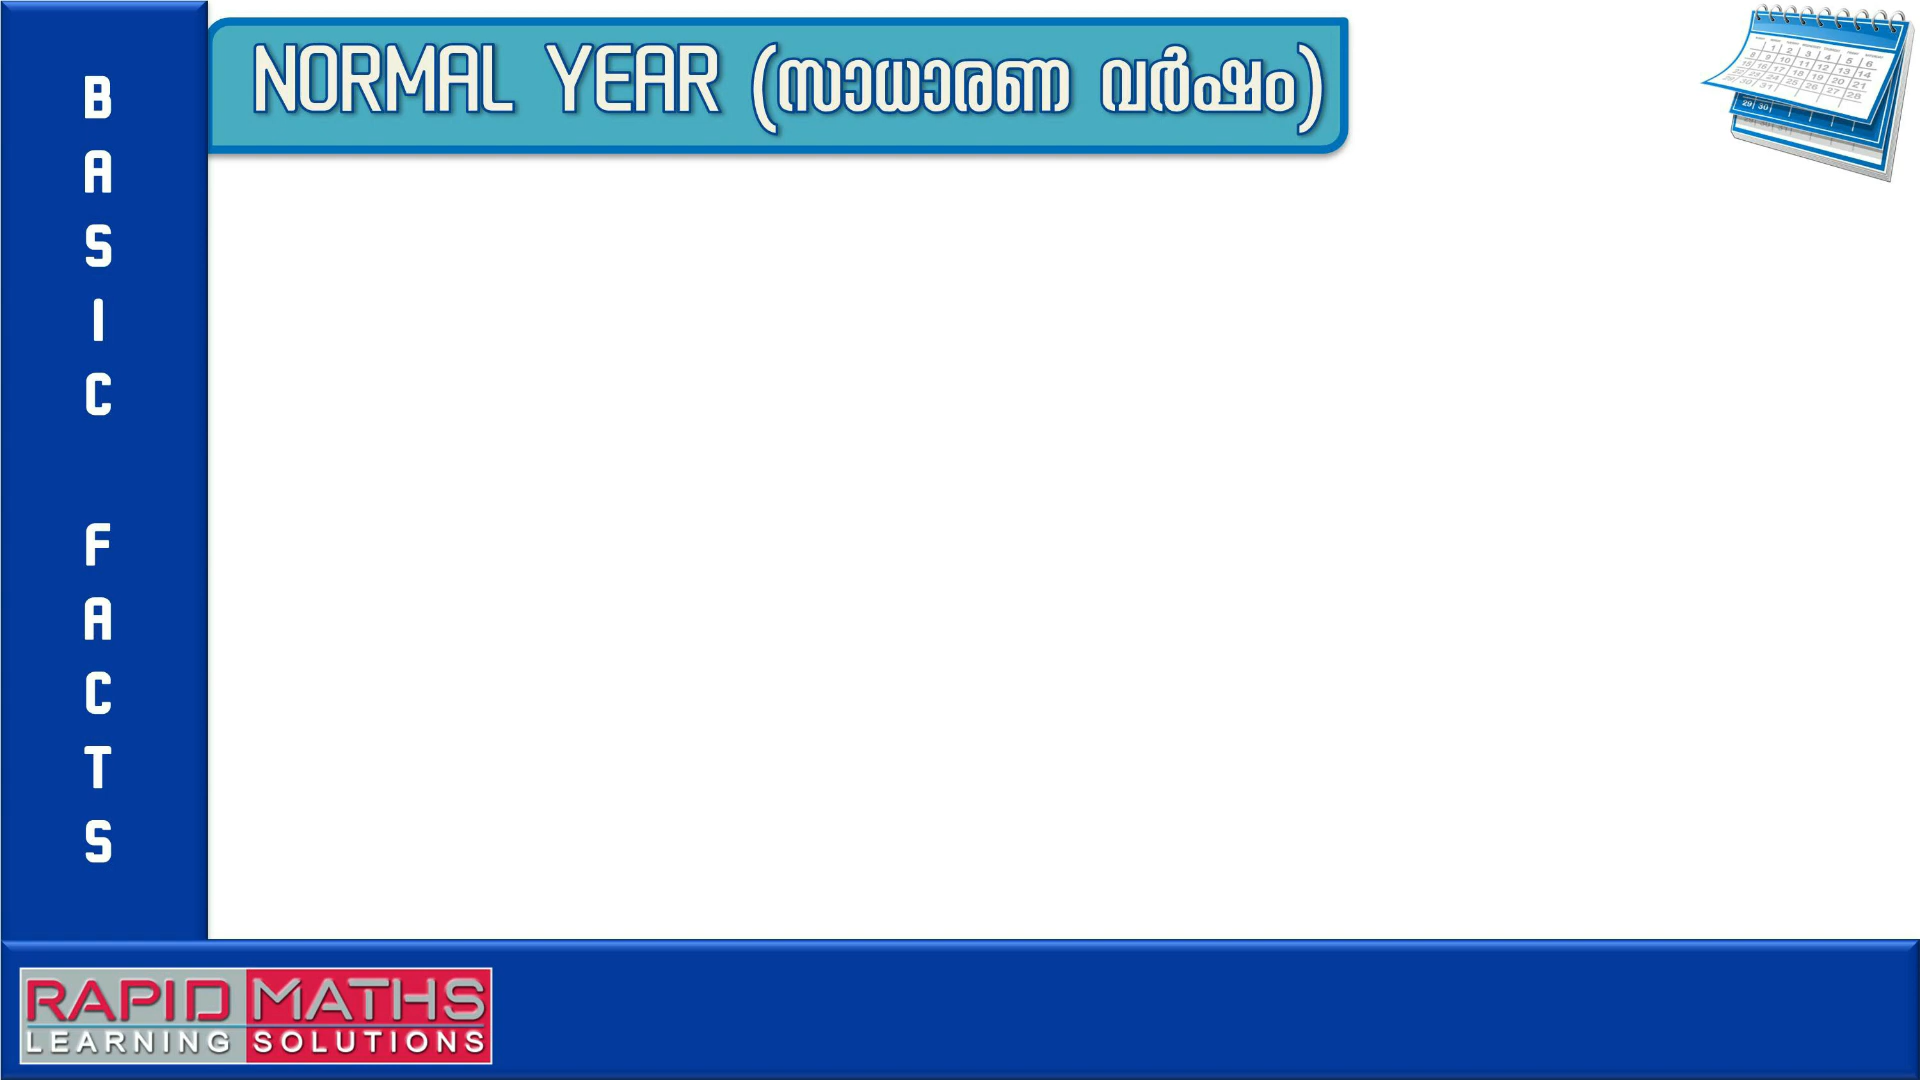 NORMAL YEAR (സാധാരണ വർഷം)
BASIC
FACTS
RAPID MATHS
LEARNING SOLUTIONS